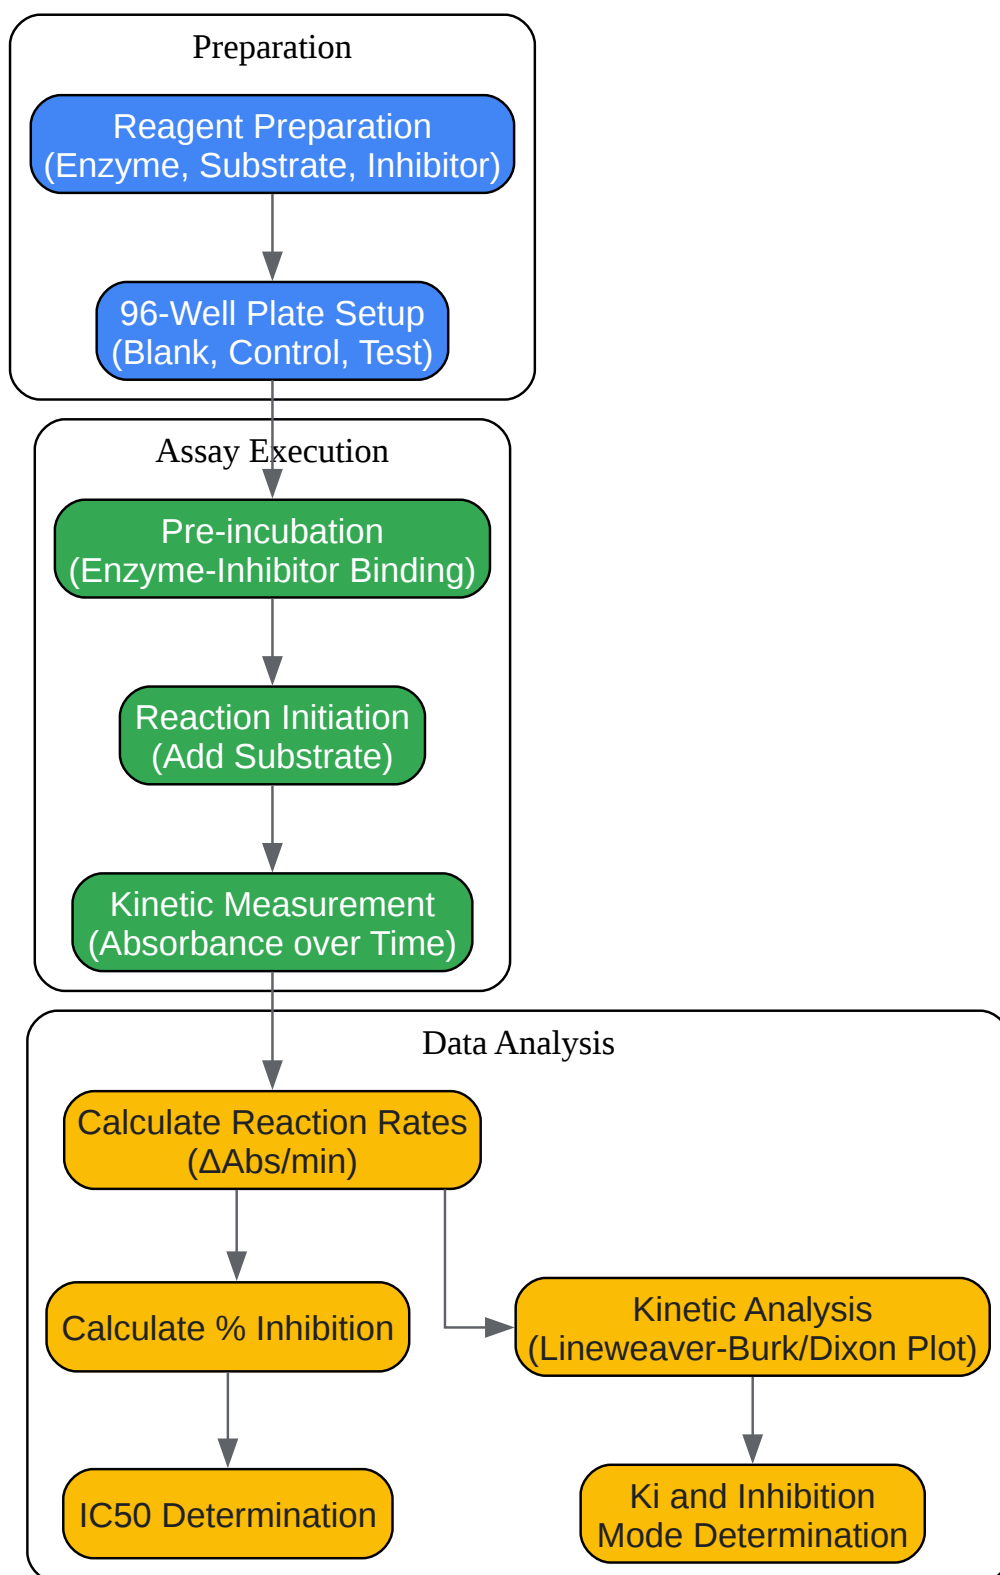 Preparation
Reagent Preparation
(Enzyme, Substrate, Inhibitor)
96-Well Plate Setup
(Blank, Control, Test)
Assay Execution
Pre-incubation
(Enzyme-Inhibitor Binding)
Reaction Initiation
(Add Substrate)
Kinetic Measurement
(Absorbance over Time)
Data Analysis
Calculate Reaction Rates
(ΔAbs/min)
Calculate % Inhibition
Kinetic Analysis
(Lineweaver-Burk/Dixon Plot)
IC50 Determination
Ki and Inhibition
Mode Determination